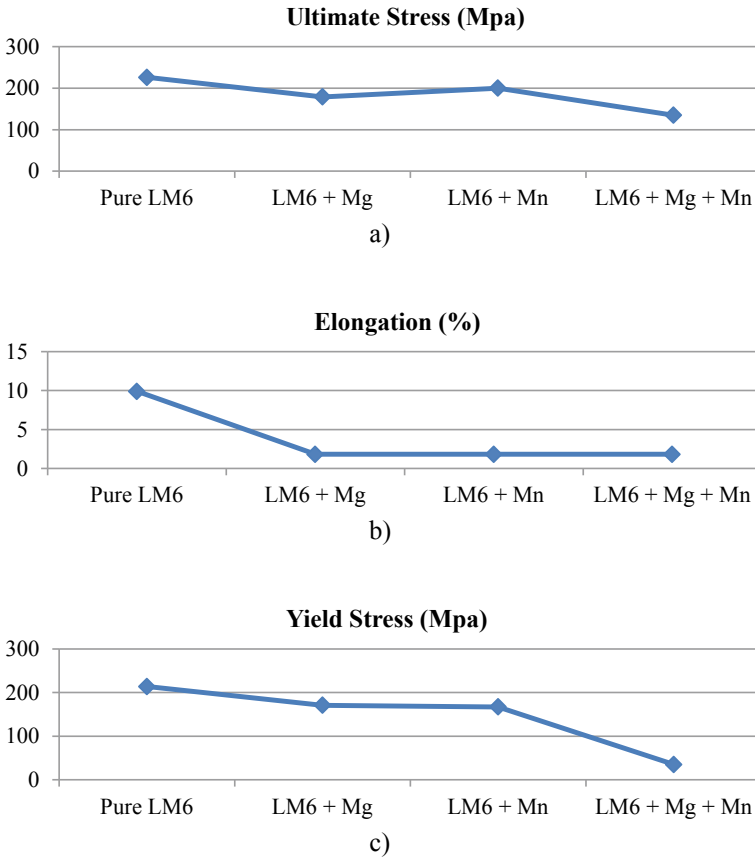 Ultimate Stress (Mpa)
300
200
100
0
Pure LM6 LM6 + Mg LM6 + Mn LM6 + Mg + Mn
a)
Elongation (%)
15
10
5
0
Pure LM6 LM6 + Mg LM6 + Mn LM6 + Mg + Mn
b)
Yield Stress (Mpa)
300
200
100
0
Pure LM6 LM6 + Mg LM6 + Mn LM6 + Mg + Mn
c)